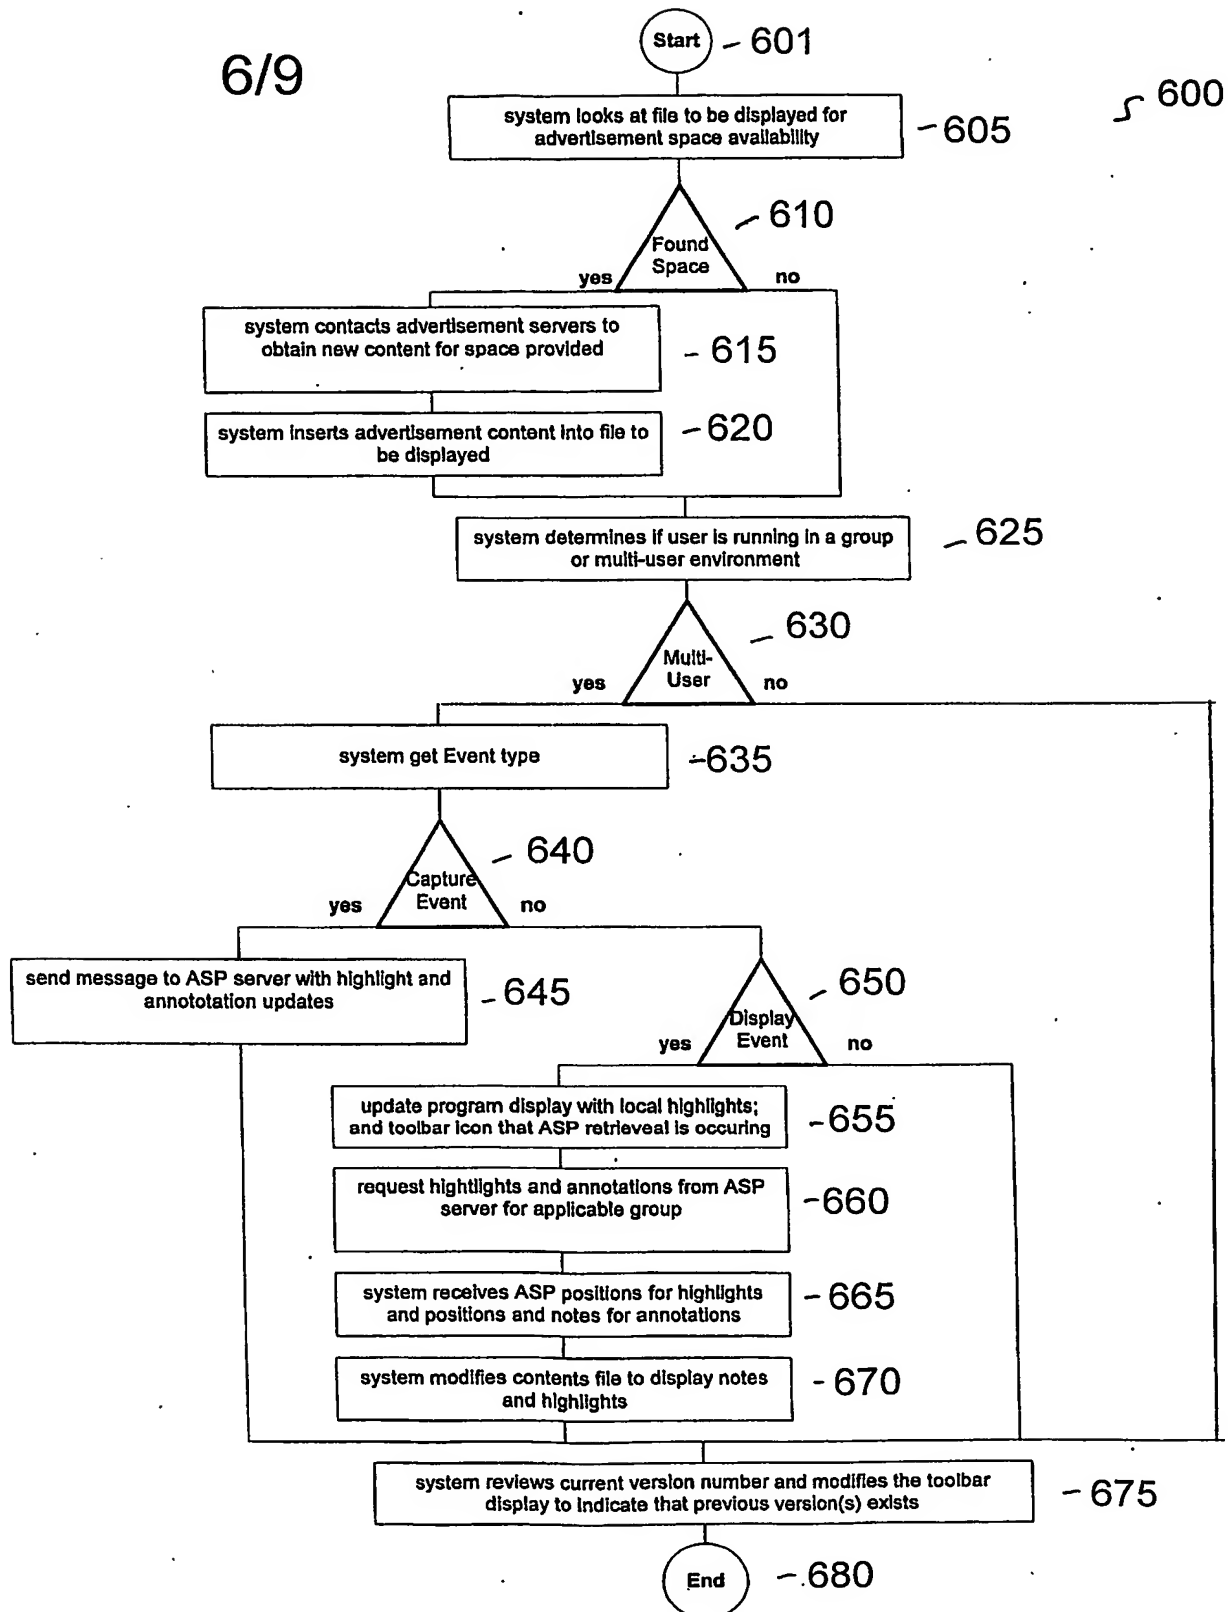 6/9
Start
601
600
system looks at file to be displayed for
advertisement space availability
605
610
Found
Space
yes
no
system contacts advertisement servers to
obtain new content for space provided
615
system inserts advertisement content into file to
be displayed
620
system determines if user is running in a group
or multi-user environment
625
630
Multi-
User
yes
no
system get Event type
635
640
Capture
Event
yes
no
send message to ASP server with highlight and
annototation updates
645
650
Display
Event
yes
no
update program display with local highlights;
and toolbar icon that ASP retrieveal is occuring
655
request hightlights and annotations from ASP
server for applicable group
660
system receives ASP positions for highlights
and positions and notes for annotations
665
system modifies contents file to display notes
and highlights
670
system reviews current version number and modifies the toolbar
display to indicate that previous version(s) exists
675
End
680